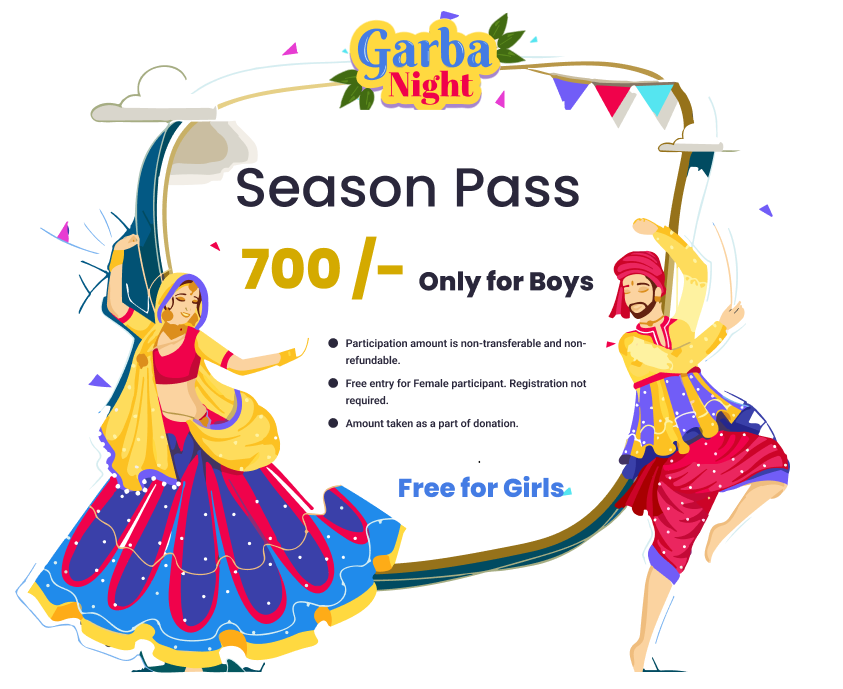 Garba
Night
Season Pass
700 /- Only for Boys
● Participation amount is non-transferable and non-
refundable.
● Free entry for Female participant. Registration not
required.
● Amount taken as a part of donation.
.
Free for Girls